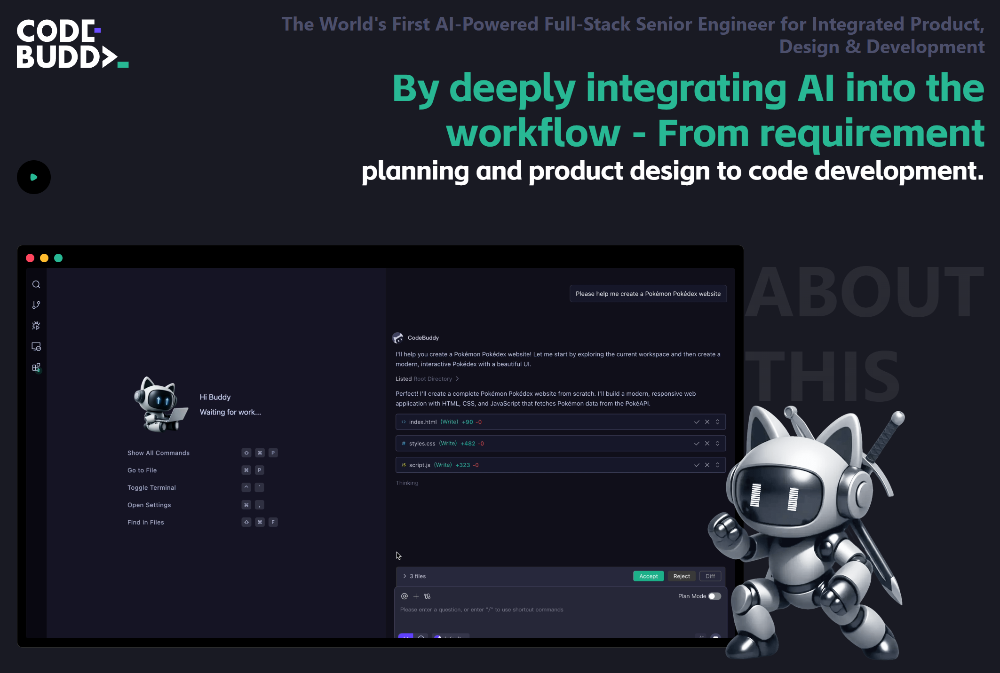 CODE-
BUDD>_
The World's First AI-Powered Full-Stack Senior Engineer for Integrated Product,
Design & Development
By deeply integrating AI into the
workflow - From requirement
planning and product design to code development.
ABOUT
THIS
Please help me create a Pokémon Pokédex website
CodeBuddy
I'll help you create a Pokémon Pokédex website! Let me start by exploring the current workspace and then create a
modern, interactive Pokédex with a beautiful UI.
Listed Root Directory >
Perfect! I'll create a complete Pokémon Pokédex website from scratch. I'll build a modern, responsive web
application with HTML, CSS, and JavaScript that fetches Pokémon data from the PokéAPI.
<> index.html (Write) +90 -0
# styles.css (Write) +482 -0
JS script.js (Write) +323 -0
Thinking
2
Hi Buddy
Waiting for work...
Show All Commands ⇧ ⌘ P
Go to File ⌘ P
Toggle Terminal ^ `
Open Settings ⌘ ,
Find in Files ⇧ ⌘ F
> 3 files Accept Reject Diff
@ + Plan Mode
Please enter a question, or enter "/" to use shortcut commands
default